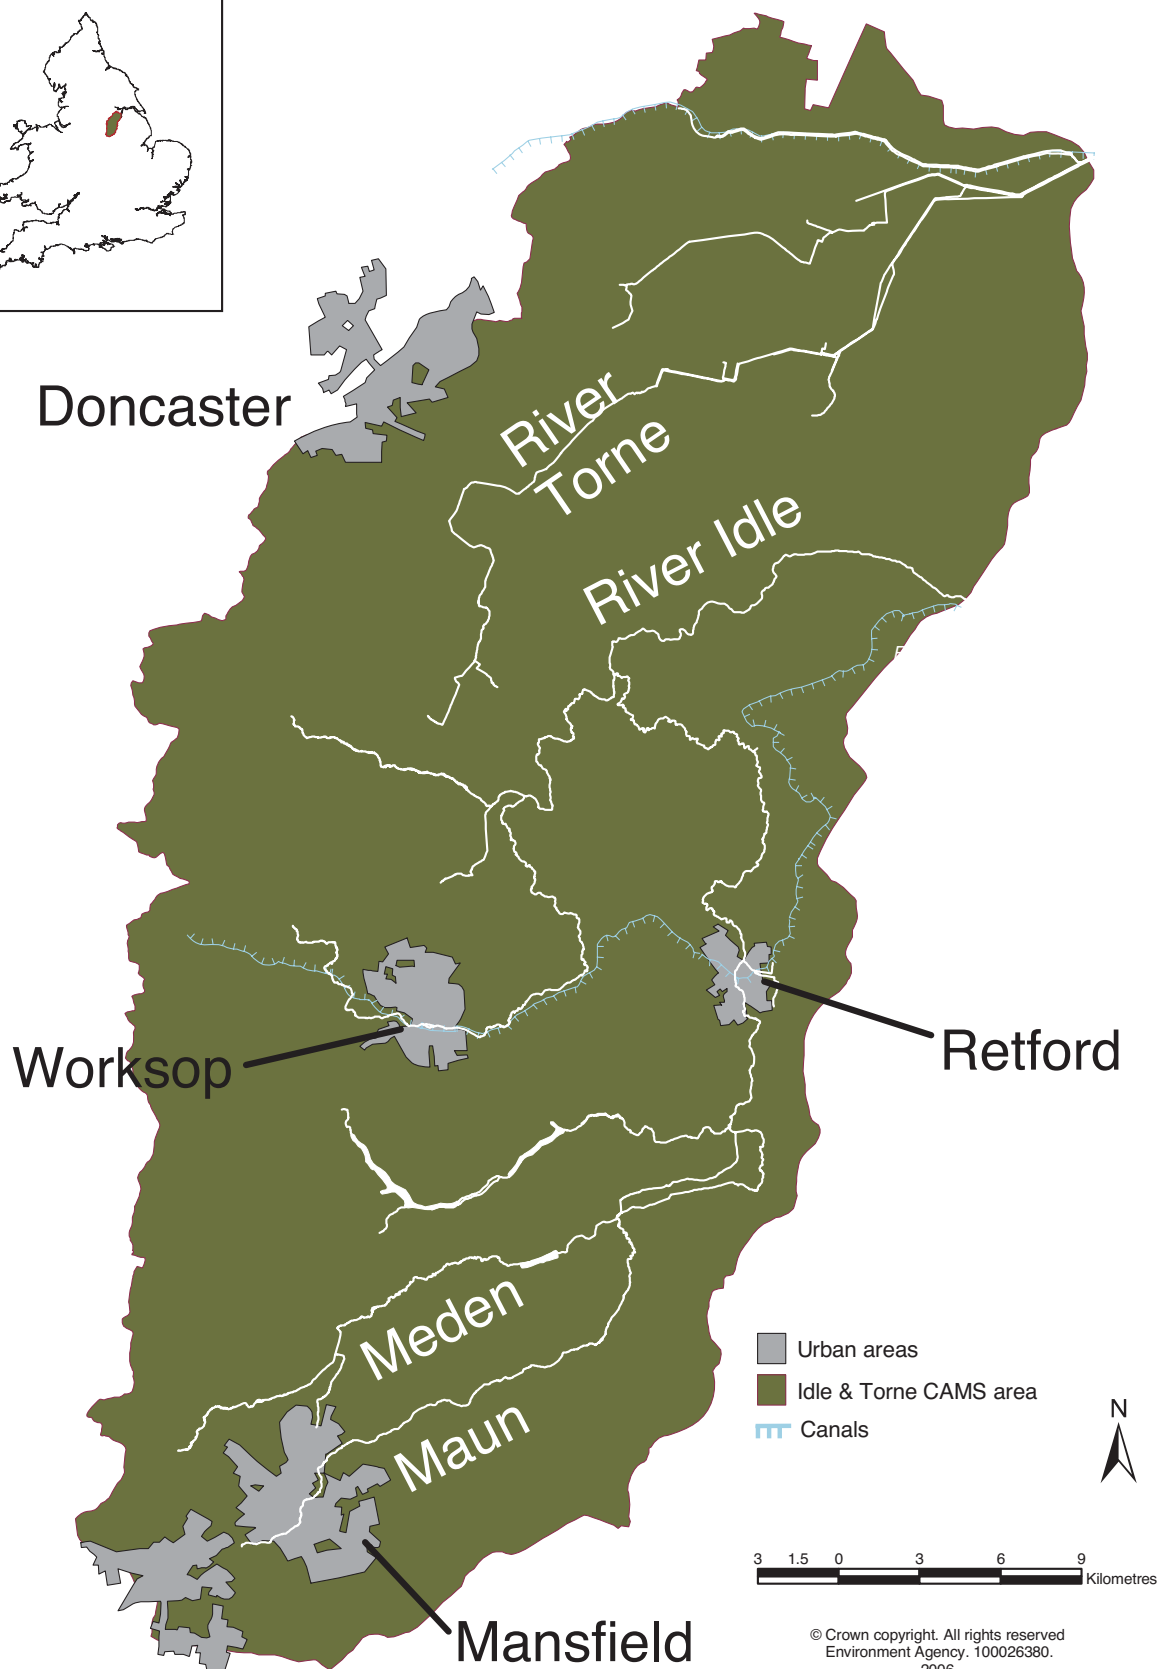 Doncaster
River
Torne
River Idle
Worksop
Retford
Meden
Maun
Mansfield
Urban areas
Idle & Torne CAMS area
Canals
N
3 1.5 0 3 6 9
Kilometres
© Crown copyright. All rights reserved
Environment Agency. 100026380.
2006